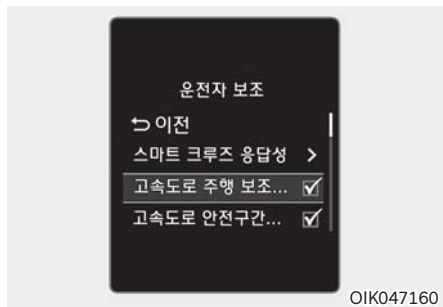 운전자 보조
이전
스마트 크루즈 응답성
고속도로 주행 보조...
고속도로 안전구간...
OIK047160